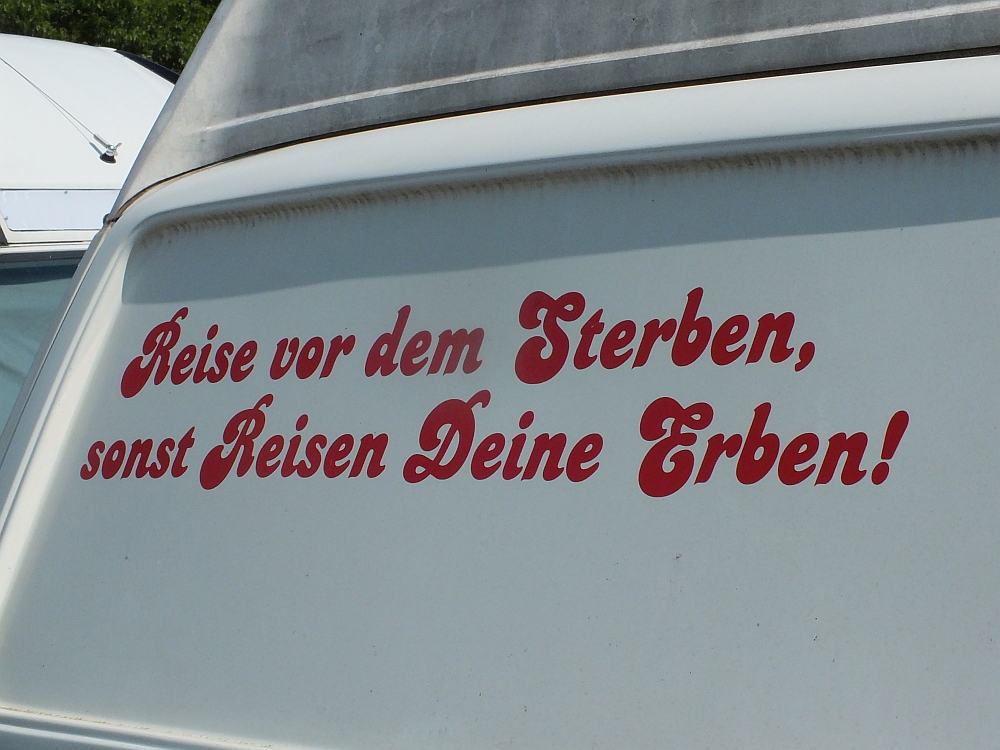 Reise vor dem Sterben,
sonst Reisen Deine Erben!